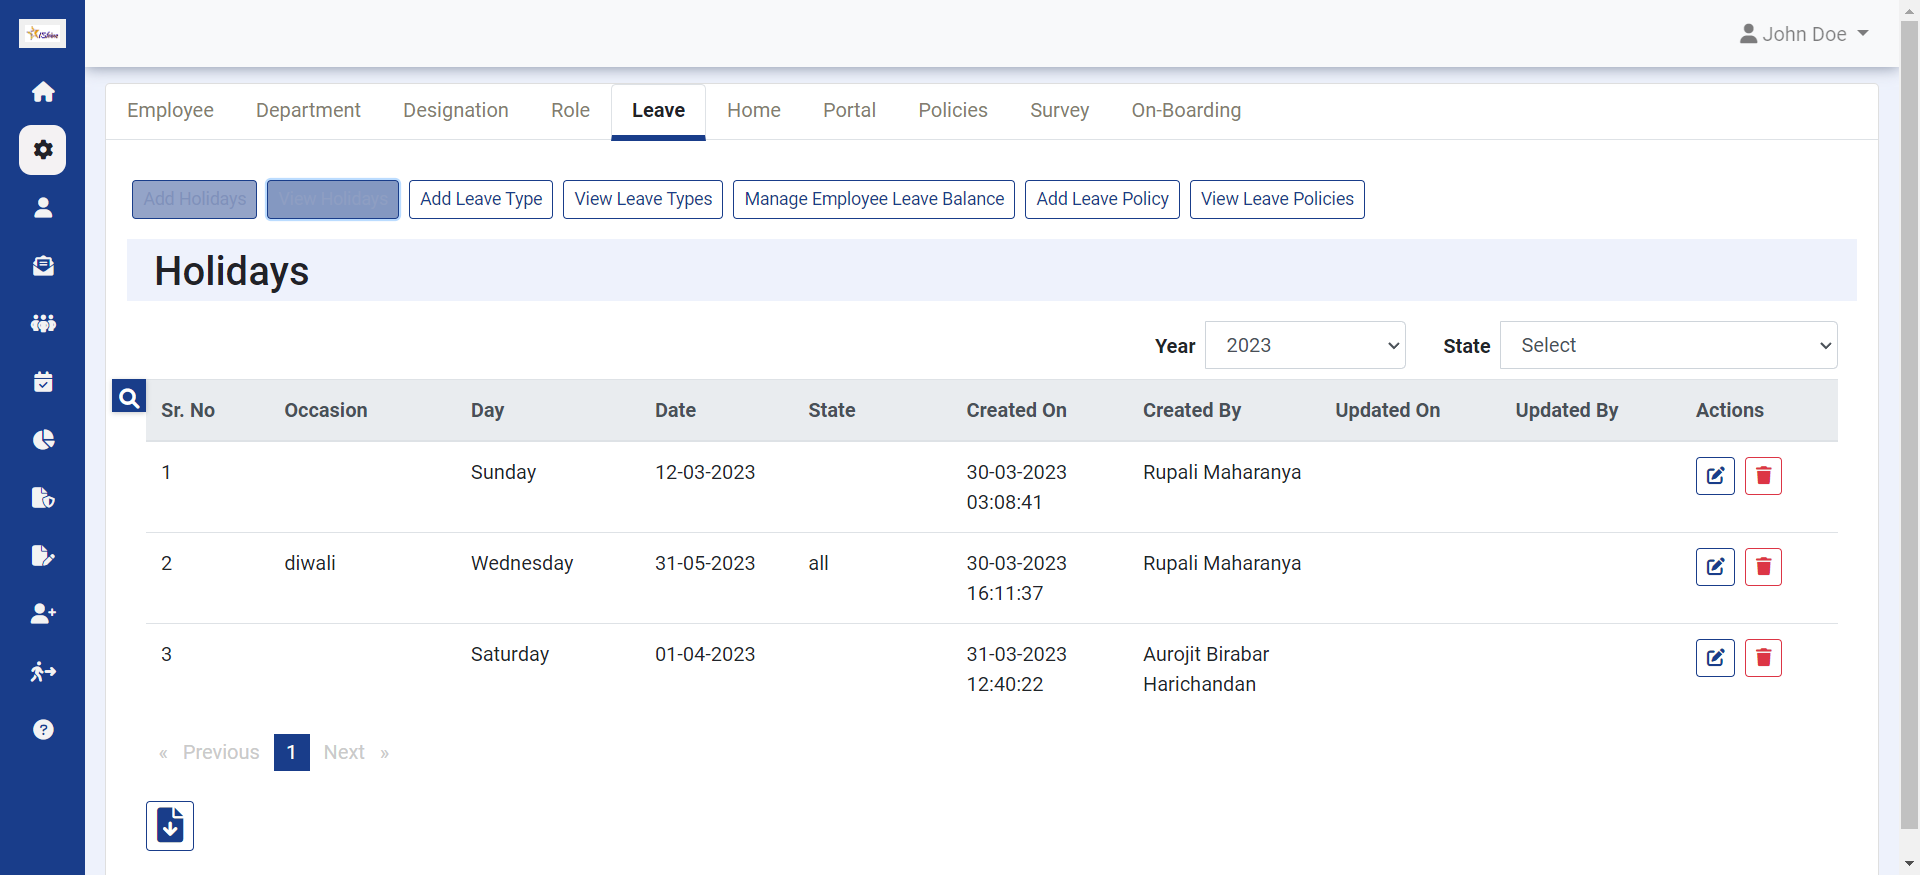 iShine
John Doe
Employee Department Designation Role Leave Home Portal Policies Survey On-Boarding
Add Holidays View Holidays Add Leave Type View Leave Types Manage Employee Leave Balance Add Leave Policy View Leave Policies
Holidays
Year 2023 State Select
Sr. No Occasion Day Date State Created On Created By Updated On Updated By Actions
1 Sunday 12-03-2023 30-03-2023 Rupali Maharanya
03:08:41
2 diwali Wednesday 31-05-2023 all 30-03-2023 Rupali Maharanya
16:11:37
3 Saturday 01-04-2023 31-03-2023 Aurojit Birabar
12:40:22 Harichandan
« Previous 1 Next »